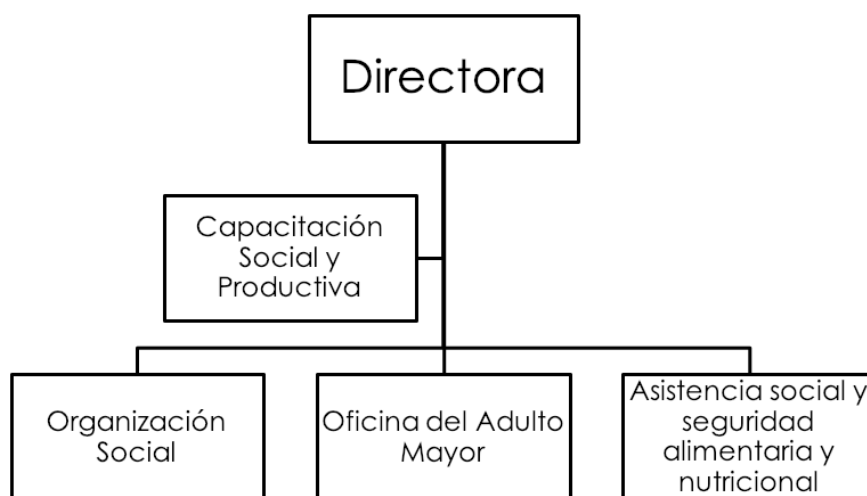 Directora
Capacitación
Social y
Productiva
Organización
Social
Oficina del Adulto
Mayor
Asistencia social y
seguridad
alimentaria y
nutricional